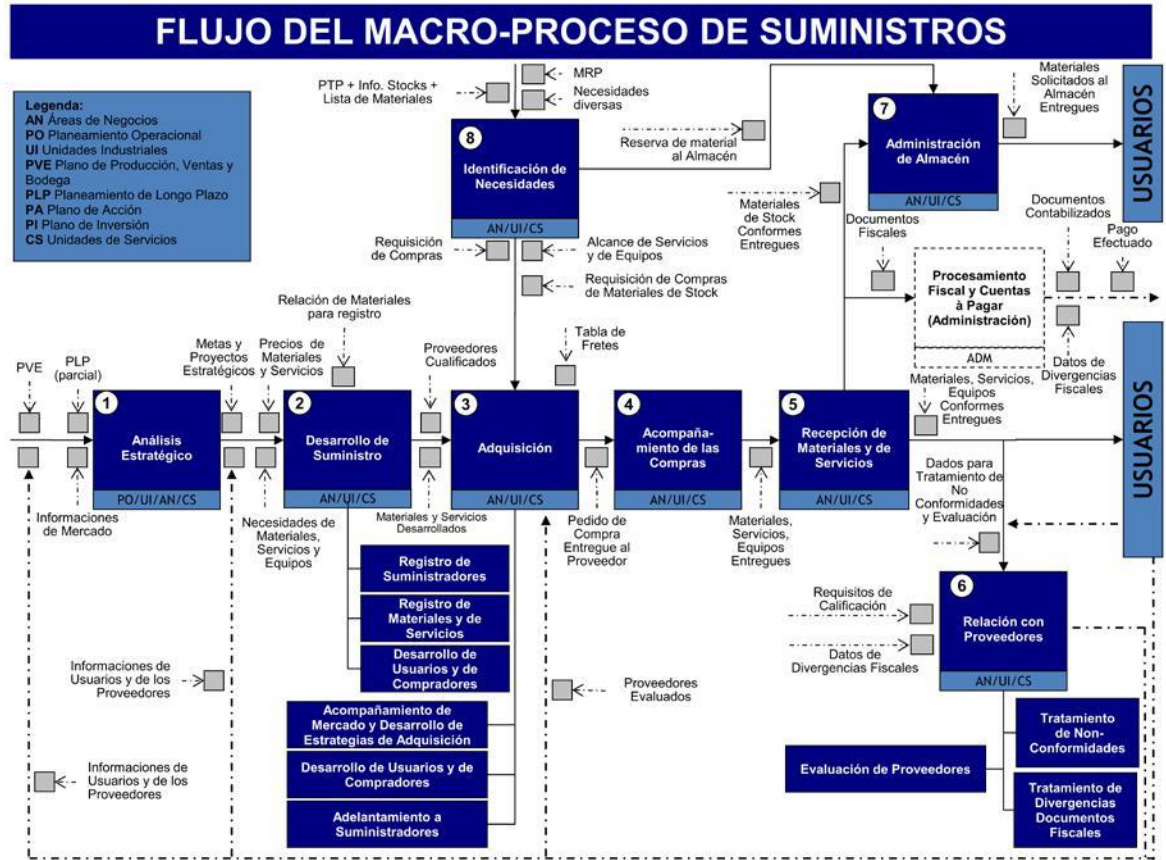 FLUJO DEL MACRO-PROCESO DE SUMINISTROS
Legenda:
AN Áreas de Negocios
PO Planeamiento Operacional
UI Unidades Industriales
PVE Plano de Producción, Ventas y
Bodega
PLP Planeamiento de Longo Plazo
PA Plano de Acción
PI Plano de Inversión
CS Unidades de Servicios
PTP + Info. Stocks +
Lista de Materiales
MRP
Necesidades
diversas
8
Identificación de
Necesidades
AN/UI/CS
Reserva de material
al Almacén
7
Administración
de Almacén
AN/UI/CS
Materiales
Solicitados al
Almacén
Entregues
USUARIOS
Requisición
de Compras
Alcance de Servicios
y de Equipos
Requisición de Compras
de Materiales de Stock
Materiales
de Stock
Conformes
Entregues
Documentos
Fiscales
Procesamiento
Fiscal y Cuentas
à Pagar
(Administración)
ADM
Documentos
Contabilizados
Pago
Efectuado
Datos de
Divergencias
Fiscales
USUARIOS
PVE
PLP
(parcial)
Informaciones
de Mercado
1
Análisis
Estratégico
PO/UI/AN/CS
Metas y
Proyectos
Estratégicos
Precios de
Materiales
y Servicios
Relación de Materiales
para registro
Necesidades de
Materiales,
Servicios y
Equipos
2
Desarrollo de
Suministro
AN/UI/CS
Proveedores
Cualificados
Materiales y Servicios
Desarrollados
Tabla de
Fretes
3
Adquisición
AN/UI/CS
Pedido de
Compra
Entregue al
Proveedor
4
Acompaña-
miento de las
Compras
AN/UI/CS
Materiales,
Servicios,
Equipos
Entregues
5
Recepción de
Materiales y de
Servicios
AN/UI/CS
Materiales, Servicios,
Equipos
Conformes
Entregues
Dados para
Tratamiento de
No
Conformidades
y Evaluación
Registro de
Suministradores
Registro de
Materiales y de
Servicios
Desarrollo de
Usuarios y de
Compradores
Acompañamiento de
Mercado y Desarrollo de
Estrategias de Adquisición
Desarrollo de Usuarios y de
Compradores
Adelantamiento a
Suministradores
Informaciones de
Usuarios y de los
Proveedores
Informaciones de
Usuarios y de los
Proveedores
Proveedores
Evaluados
Requisitos de
Calificación
Datos de
Divergencias Fiscales
6
Relación con
Proveedores
AN/UI/CS
Evaluación de Proveedores
Tratamiento
de Non-
Conformidades
Tratamiento de
Divergencias
Documentos
Fiscales